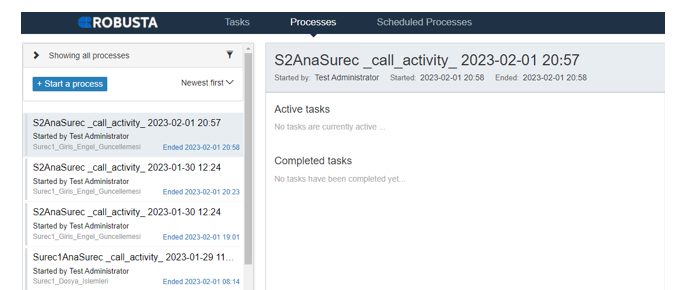 ROBUSTA
Tasks Processes Scheduled Processes
Showing all processes
+ Start a process Newest first
S2AnaSurec _call_activity_ 2023-02-01 20:57
Started by Test Administrator
Surec1_Giris_Engel_Guncellemesi Ended 2023-02-01 20:58
S2AnaSurec _call_activity_ 2023-01-30 12:24
Started by Test Administrator
Surec1_Giris_Engel_Guncellemesi Ended 2023-02-01 20:23
S2AnaSurec _call_activity_ 2023-01-30 12:24
Started by Test Administrator
Surec1_Giris_Engel_Guncellemesi Ended 2023-02-01 19:01
Surec1AnaSurec _call_activity_ 2023-01-29 11...
Started by Test Administrator
Surec1_Dosya_Islemleri Ended 2023-02-01 08:14
S2AnaSurec _call_activity_ 2023-02-01 20:57
Started by: Test Administrator Started: 2023-02-01 20:58 Ended: 2023-02-01 20:58
Active tasks
No tasks are currently active ...
Completed tasks
No tasks have been completed yet...